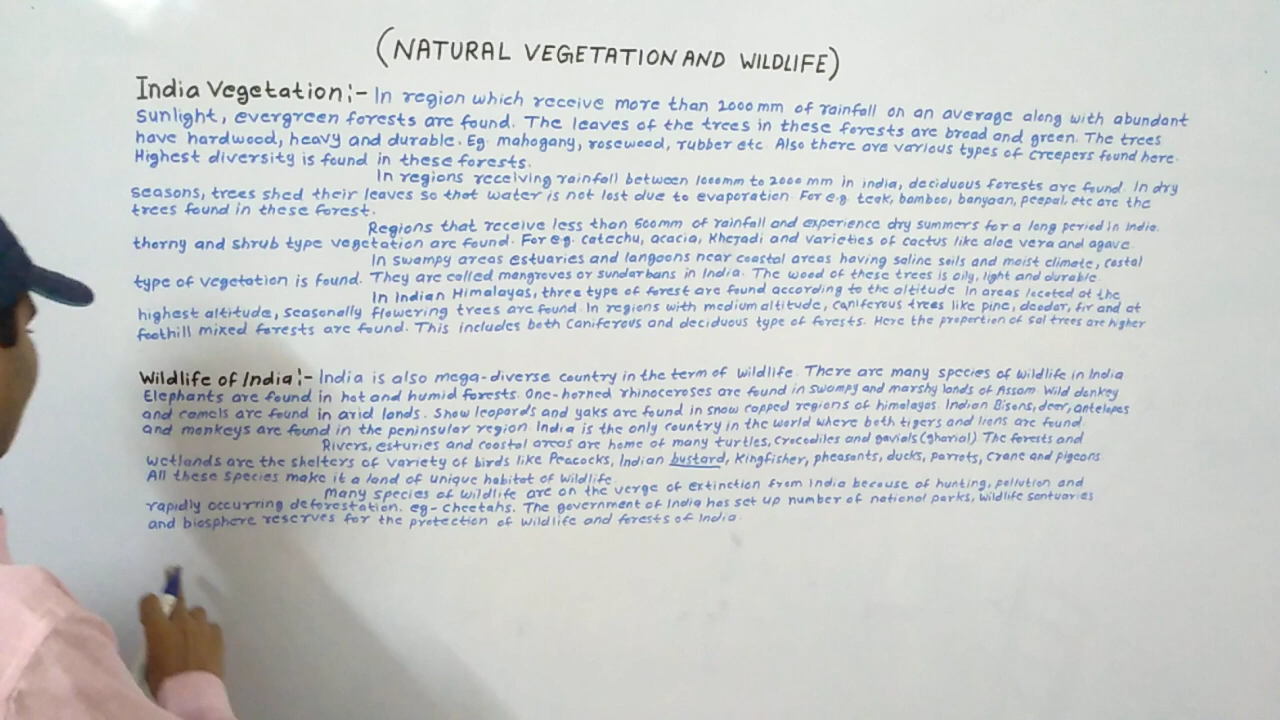 (NATURAL VEGETATION AND WILDLIFE)
India Vegetation:- In region which receive more than 2000 mm of rainfall on an average along with abundant
sunlight, evergreen forests are found. The leaves of the trees in these forests are broad and green. The trees
have hardwood, heavy and durable. Eg. mahogany, rosewood, rubber etc. Also there are various types of creepers found here.
Highest diversity is found in these forests.
In regions receiving rainfall between 1000mm to 2000 mm in india, deciduous forests are found. In dry
seasons, trees shed their leaves so that water is not lost due to evaporation. For e.g. teak, bamboo, banyaan, peepal, etc are the
trees found in these forest.
Regions that receive less than 500mm of rainfall and experience dry summers for a long period in India.
thorny and shrub type vegetation are found. For e.g. catechu, acacia, Khejadi and varieties of cactus like aloe vera and agave
In swampy areas estuaries and langoons near coastal areas having saline soils and moist climate, costal
type of vegetation is found. They are called mangroves or sundarbans in India. The wood of these trees is oily, light and durable.
In Indian Himalayas, three type of forest are found according to the altitude. In areas located at the
highest altitude, seasonally flowering trees are found. In regions with medium altitude, caniferous trees like pine, deodar, fir and at
foothill mixed forests are found. This includes both caniferous and deciduous type of forests. Here the proportion of sal trees are higher
Wildlife of India:- India is also mega-diverse country in the term of wildlife. There are many species of wildlife in India
Elephants are found in hot and humid forests. One-horned rhinoceroses are found in swampy and marshy lands of Assam. Wild donkey
and camels are found in arid lands. Snow leopards and yaks are found in snow capped regions of himalayas. Indian Bisons, deer, antelopes
and monkeys are found in the peninsular region. India is the only country in the world where both tigers and lions are found
Rivers, esturies and coastal areas are home of many turtles, crocodiles and gavials (gharial). The forests and
wetlands are the shelters of variety of birds like Peacocks, Indian bustard, Kingfisher, pheasants, ducks, parrots, crane and pigeons
All these species make it a land of unique habitat of wildlife.
Many species of wildlife are on the verge of extinction from India because of hunting, pollution and
rapidly occurring deforestation. eg- cheetahs. The government of India has set up number of national parks, wildlife santuaries
and biosphere reserves for the protection of wildlife and forests of India.